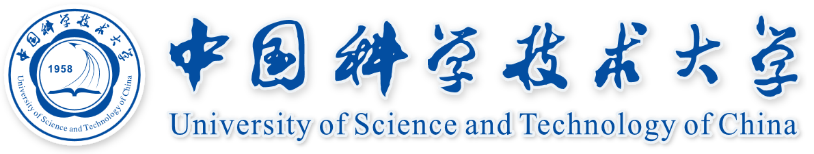 中国科学技术大学
1958
University of Science and Technology of China
中国科学技术大学
University of Science and Technology of China